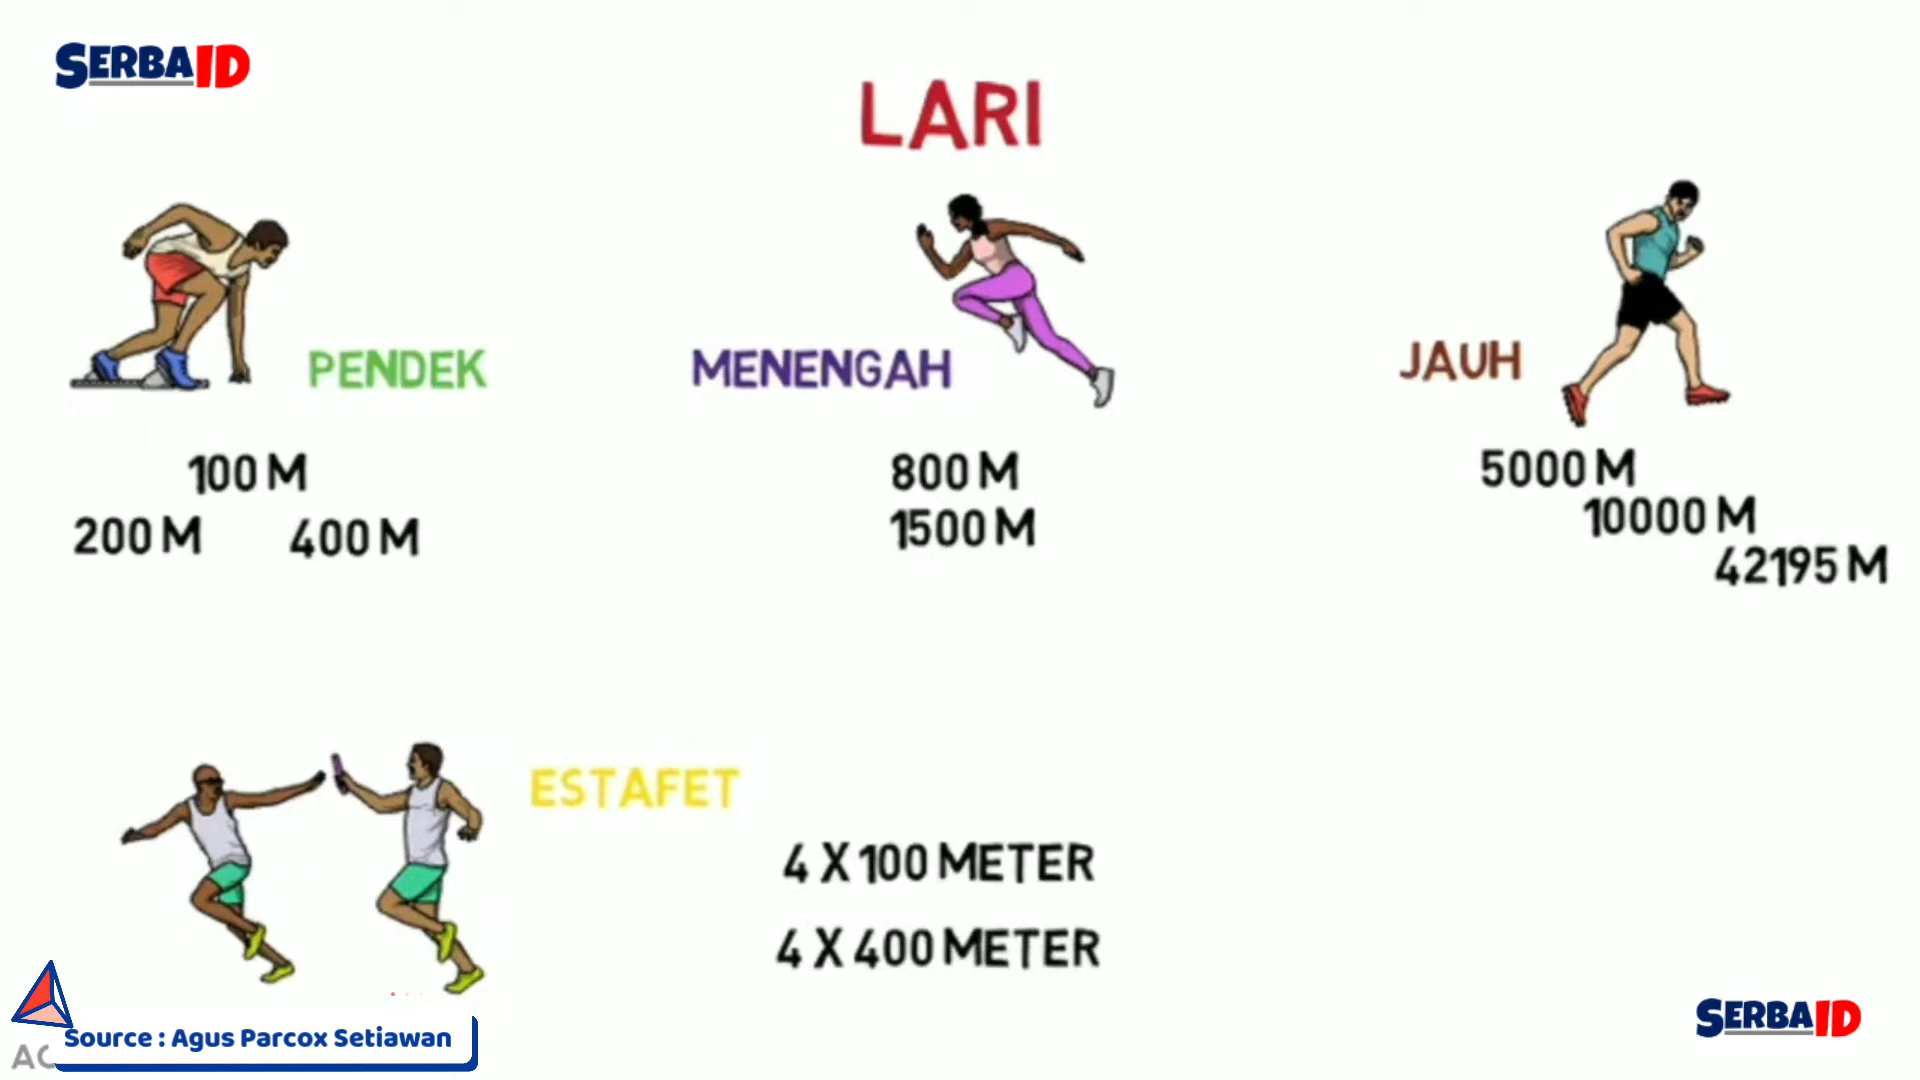 SERBAID
LARI
PENDEK
MENENGAH
JAUH
100 M
200 M
400 M
800 M
1500 M
5000 M
10000 M
42195 M
ESTAFET
4 X 100 METER
4 X 400 METER
Source : Agus Parcox Setiawan
SERBAID